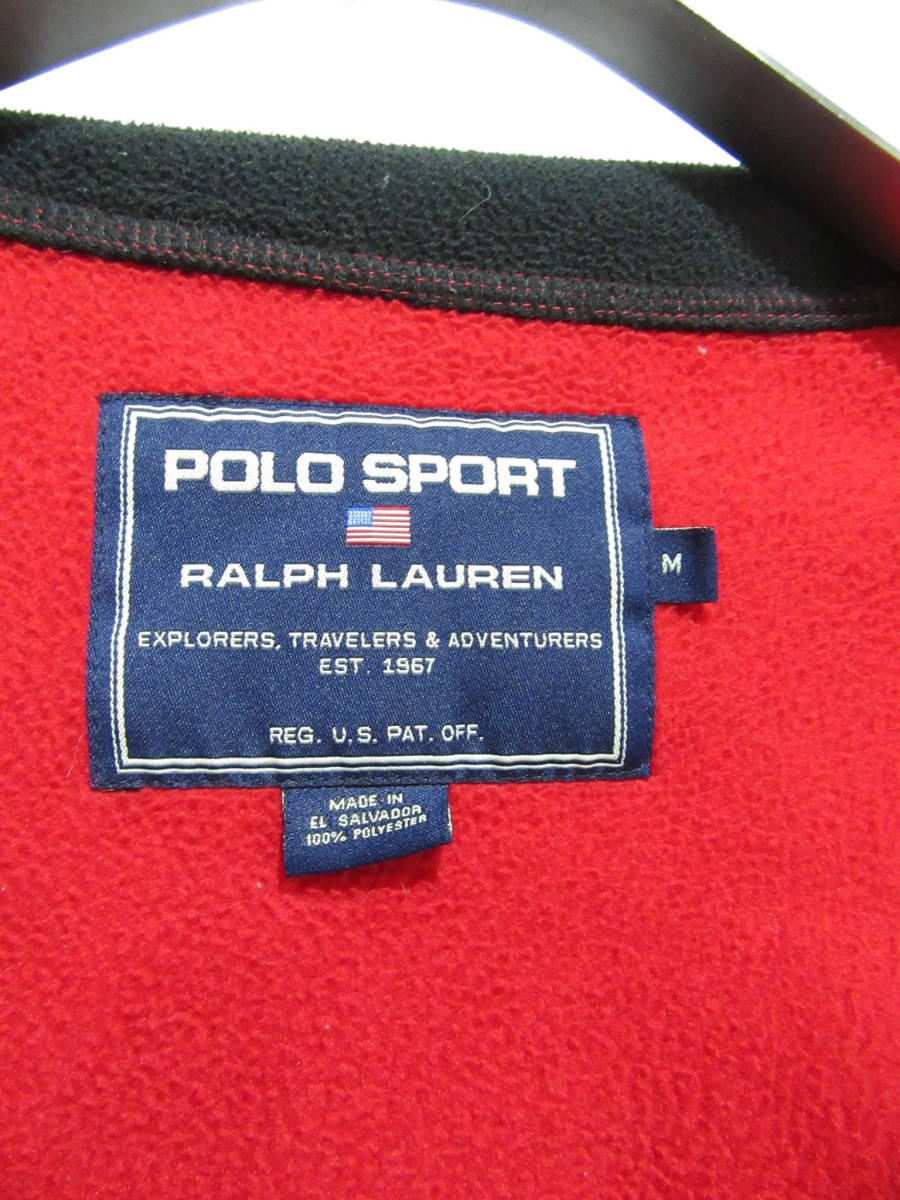 POLO SPORT
RALPH LAUREN
M
EXPLORERS, TRAVELERS & ADVENTURERS
EST. 1967
REG. U.S. PAT. OFF.
MADE IN
EL SALVADOR
100% POLYESTER